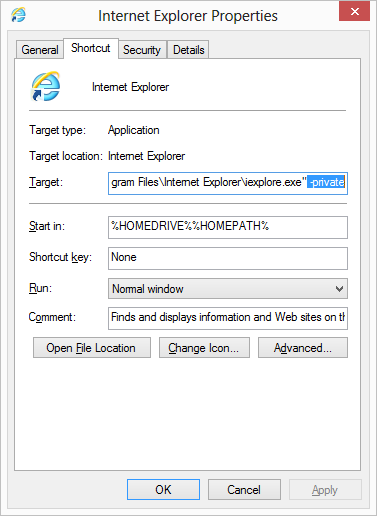 Internet Explorer Properties
General Shortcut Security Details
Internet Explorer
Target type: Application
Target location: Internet Explorer
Target: gram Files\Internet Explorer\iexplore.exe" -private
Start in: %HOMEDRIVE%%HOMEPATH%
Shortcut key: None
Run: Normal window
Comment: Finds and displays information and Web sites on th
Open File Location Change Icon... Advanced...
OK Cancel Apply